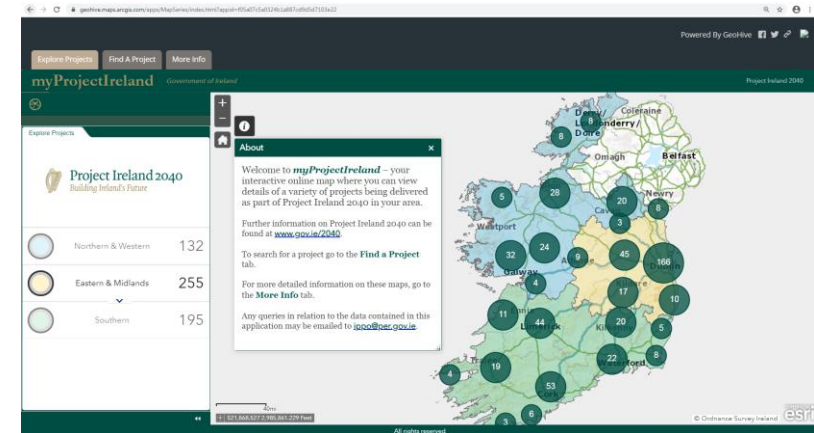 geohive.maps.arcgis.com/apps/MapSeries/index.html?appid=
Powered By GeoHive
Explore Projects
Find A Project
More Info
myProjectIreland
Government of Ireland
Project Ireland 2040
Explore Projects
Project Ireland 2040
Building Ireland's Future
Northern & Western 132
Eastern & Midlands 255
Southern 195
+
−
i
About ×
Welcome to myProjectIreland – your
interactive online map where you can view
details of a variety of projects being delivered
as part of Project Ireland 2040 in your area.
Further information on Project Ireland 2040 can be
found at www.gov.ie/2040.
To search for a project go to the Find a Project
tab.
For more detailed information on these maps, go to
the More Info tab.
Any queries in relation to the data contained in this
application may be emailed to ippo@per.gov.ie.
Derry/
Londonderry/
Doire
Coleraine
8
8
Omagh
Belfast
5
28
20
Newry
8
Cav
3
Westport
32
24
9
45
166
Galway
4
Dublin
17
10
Ennis
11
44
Limerick
20
Kilkenny
5
Tralee
4
19
22
Waterford
8
53
Cork
6
3
40mi
© Ordnance Survey Ireland
esri
All rights reserved